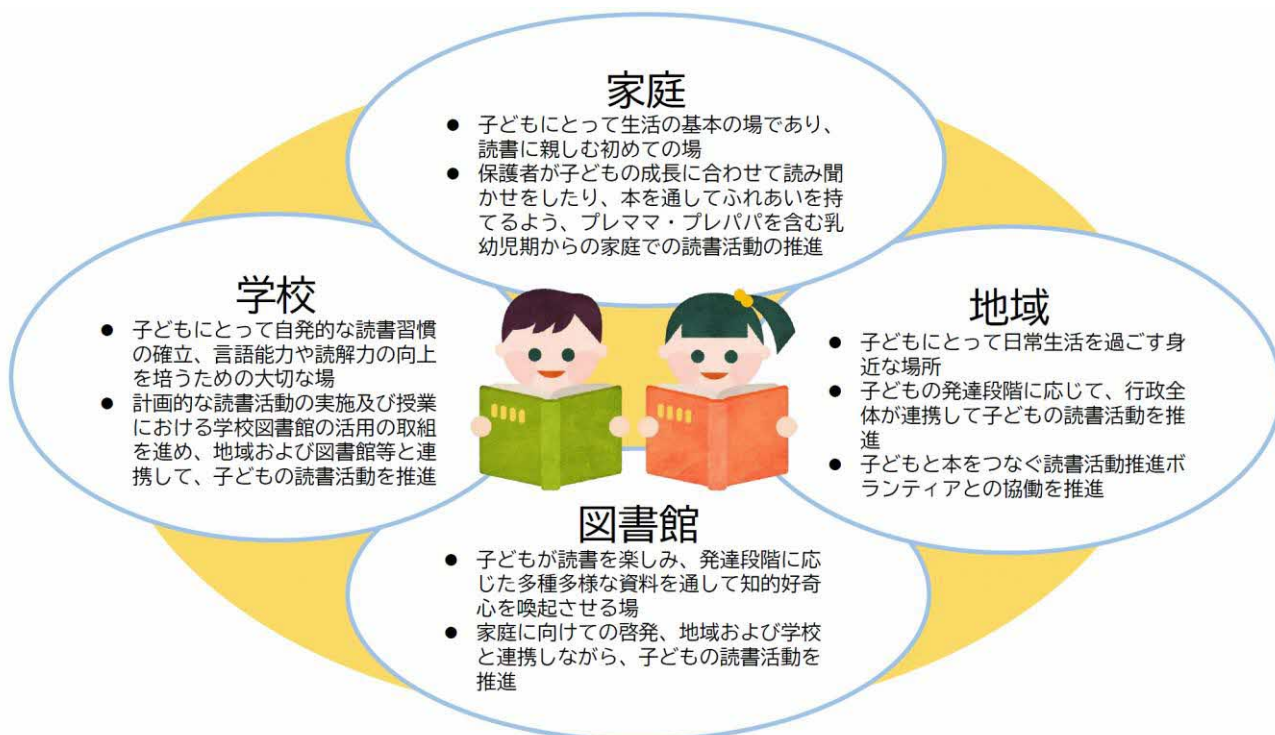 家庭
● 子どもにとって生活の基本の場であり、
読書に親しむ初めての場
● 保護者が子どもの成長に合わせて読み聞
かせをしたり、本を通してふれあいを持
てるよう、プレママ・プレパパを含む乳
幼児期からの家庭での読書活動の推進
学校
● 子どもにとって自発的な読書習慣
の確立、言語能力や読解力の向上
を培うための大切な場
● 計画的な読書活動の実施及び授業
における学校図書館の活用の取組
を進め、地域および図書館等と連
携して、子どもの読書活動を推進
地域
● 子どもにとって日常生活を過ごす身
近な場所
● 子どもの発達段階に応じて、行政全
体が連携して子どもの読書活動を推
進
● 子どもと本をつなぐ読書活動推進ボ
ランティアとの協働を推進
図書館
● 子どもが読書を楽しみ、発達段階に応
じた多種多様な資料を通して知的好奇
心を喚起させる場
● 家庭に向けての啓発、地域および学校
と連携しながら、子どもの読書活動を
推進